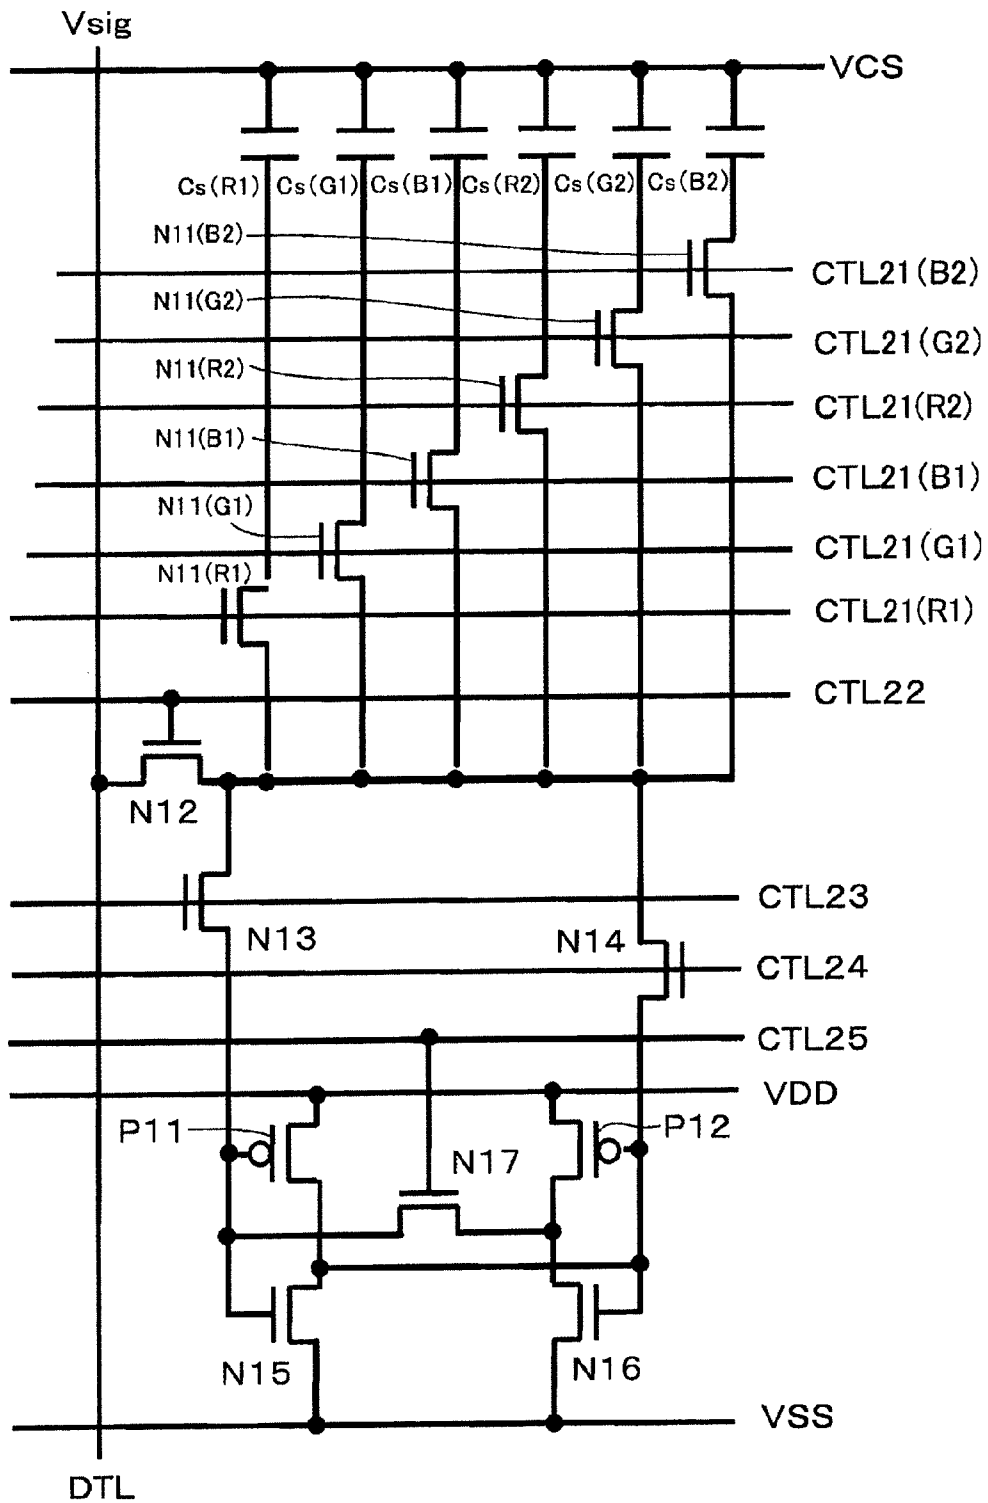 Vsig
VCS
Cs(R1) Cs(G1) Cs(B1) Cs(R2) Cs(G2) Cs(B2)
N11(B2)
CTL21(B2)
N11(G2)
CTL21(G2)
N11(R2)
CTL21(R2)
N11(B1)
CTL21(B1)
N11(G1)
CTL21(G1)
N11(R1)
CTL21(R1)
CTL22
N12
CTL23
N13 N14
CTL24
CTL25
VDD
P11 P12
N17
N15 N16
VSS
DTL